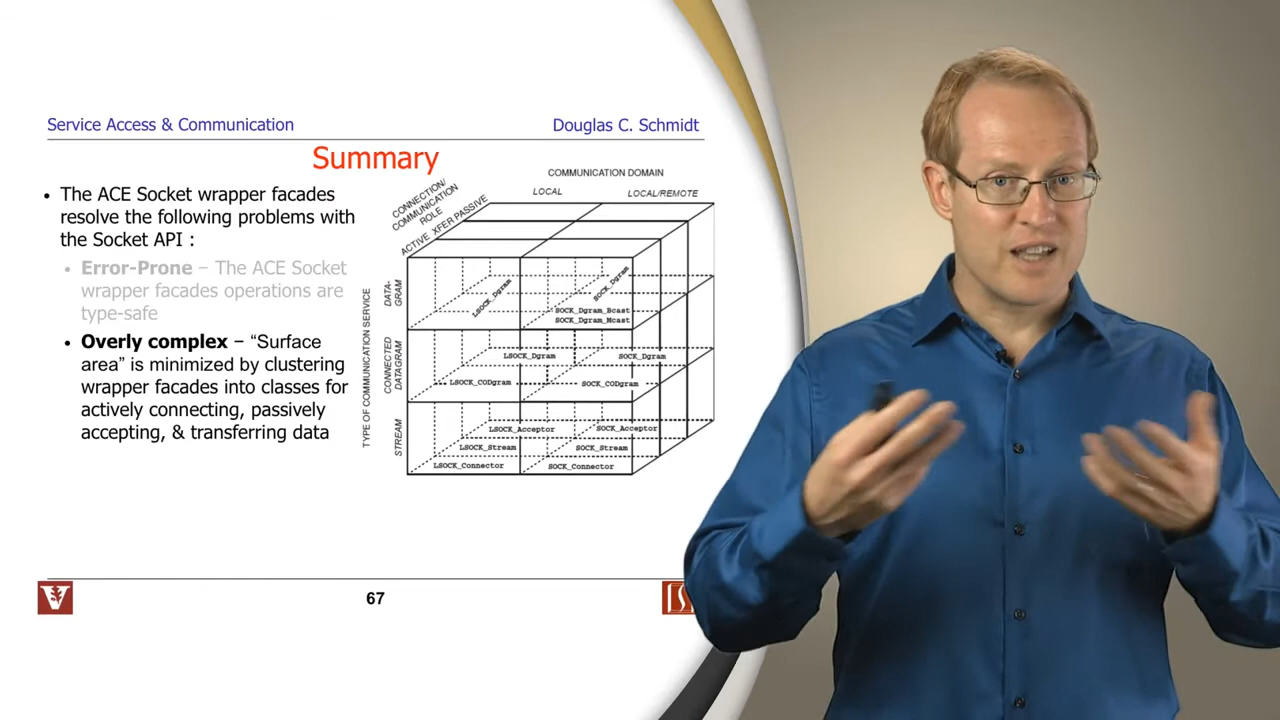 Service Access & Communication
Douglas C. Schmidt
Summary
• The ACE Socket wrapper facades
resolve the following problems with
the Socket API :
• Error-Prone – The ACE Socket
wrapper facades operations are
type-safe
• Overly complex – “Surface
area” is minimized by clustering
wrapper facades into classes for
actively connecting, passively
accepting, & transferring data
COMMUNICATION DOMAIN
LOCAL
LOCAL/REMOTE
CONNECTION/
COMMUNICATION
ROLE
ACTIVE XFER PASSIVE
TYPE OF COMMUNICATION SERVICE
DATA-
GRAM
LSOCK_Dgram
SOCK_Dgram
SOCK_Dgram_Bcast
SOCK_Dgram_Mcast
CONNECTED
DATAGRAM
LSOCK_Dgram
SOCK_Dgram
LSOCK_CODgram
SOCK_CODgram
STREAM
LSOCK_Acceptor
SOCK_Acceptor
LSOCK_Stream
SOCK_Stream
LSOCK_Connector
SOCK_Connector
V
67